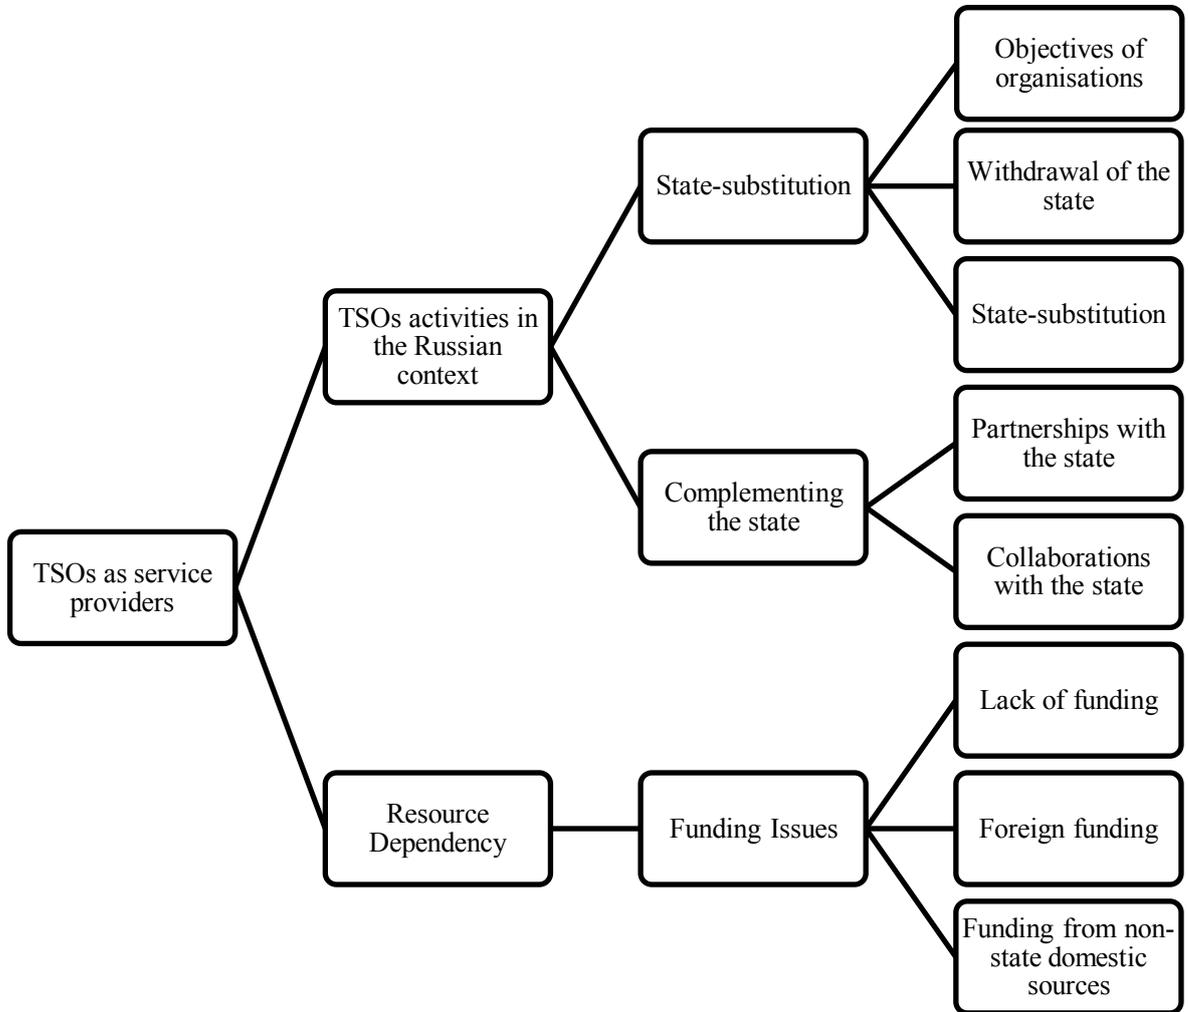 Objectives of
organisations
Withdrawal of the
state
State-substitution
State-substitution
TSOs activities in
the Russian
context
Partnerships with
the state
Complementing
the state
Collaborations
with the state
TSOs as service
providers
Lack of funding
Resource
Dependency
Funding Issues
Foreign funding
Funding from non-
state domestic
sources